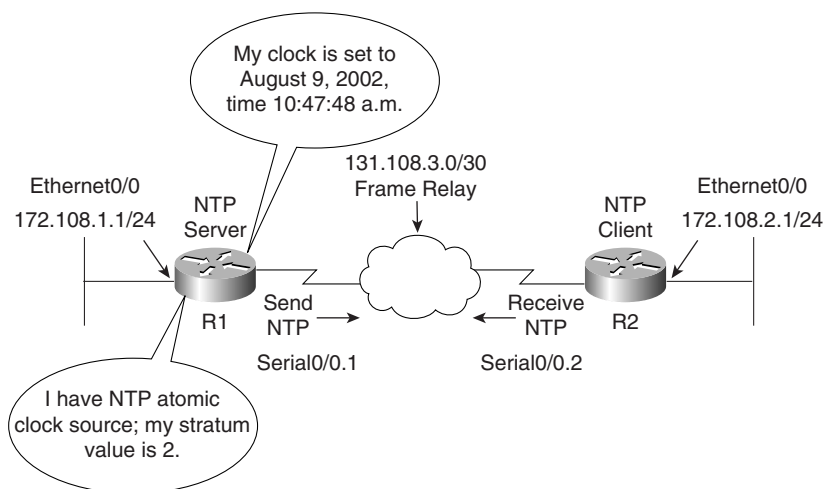 My clock is set to
August 9, 2002,
time 10:47:48 a.m.
131.108.3.0/30
Frame Relay
Ethernet0/0
172.108.1.1/24
NTP
Server
NTP
Client
Ethernet0/0
172.108.2.1/24
R1
Send
NTP
Serial0/0.1
Receive
NTP
Serial0/0.2
R2
I have NTP atomic
clock source; my stratum
value is 2.